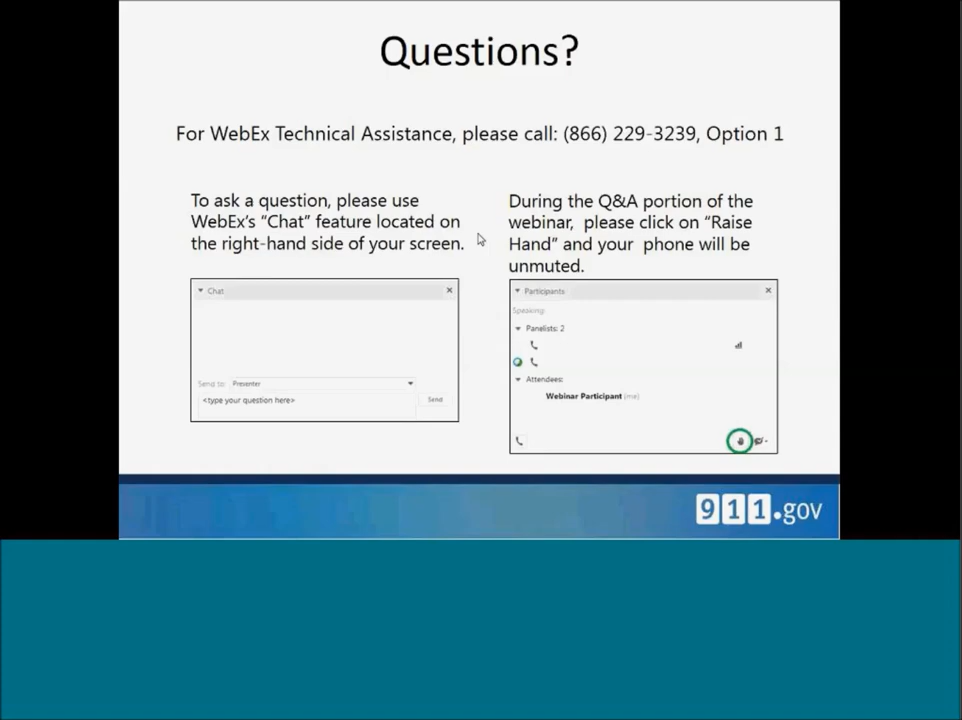 Questions?
For WebEx Technical Assistance, please call: (866) 229-3239, Option 1
To ask a question, please use
WebEx's “Chat” feature located on
the right-hand side of your screen.
During the Q&A portion of the
webinar, please click on “Raise
Hand” and your phone will be
unmuted.
Chat
Send to: Presenter
<type your question here>
Send
Participants
Speaking:
Panelists: 2
Attendees:
Webinar Participant (me)
911.gov